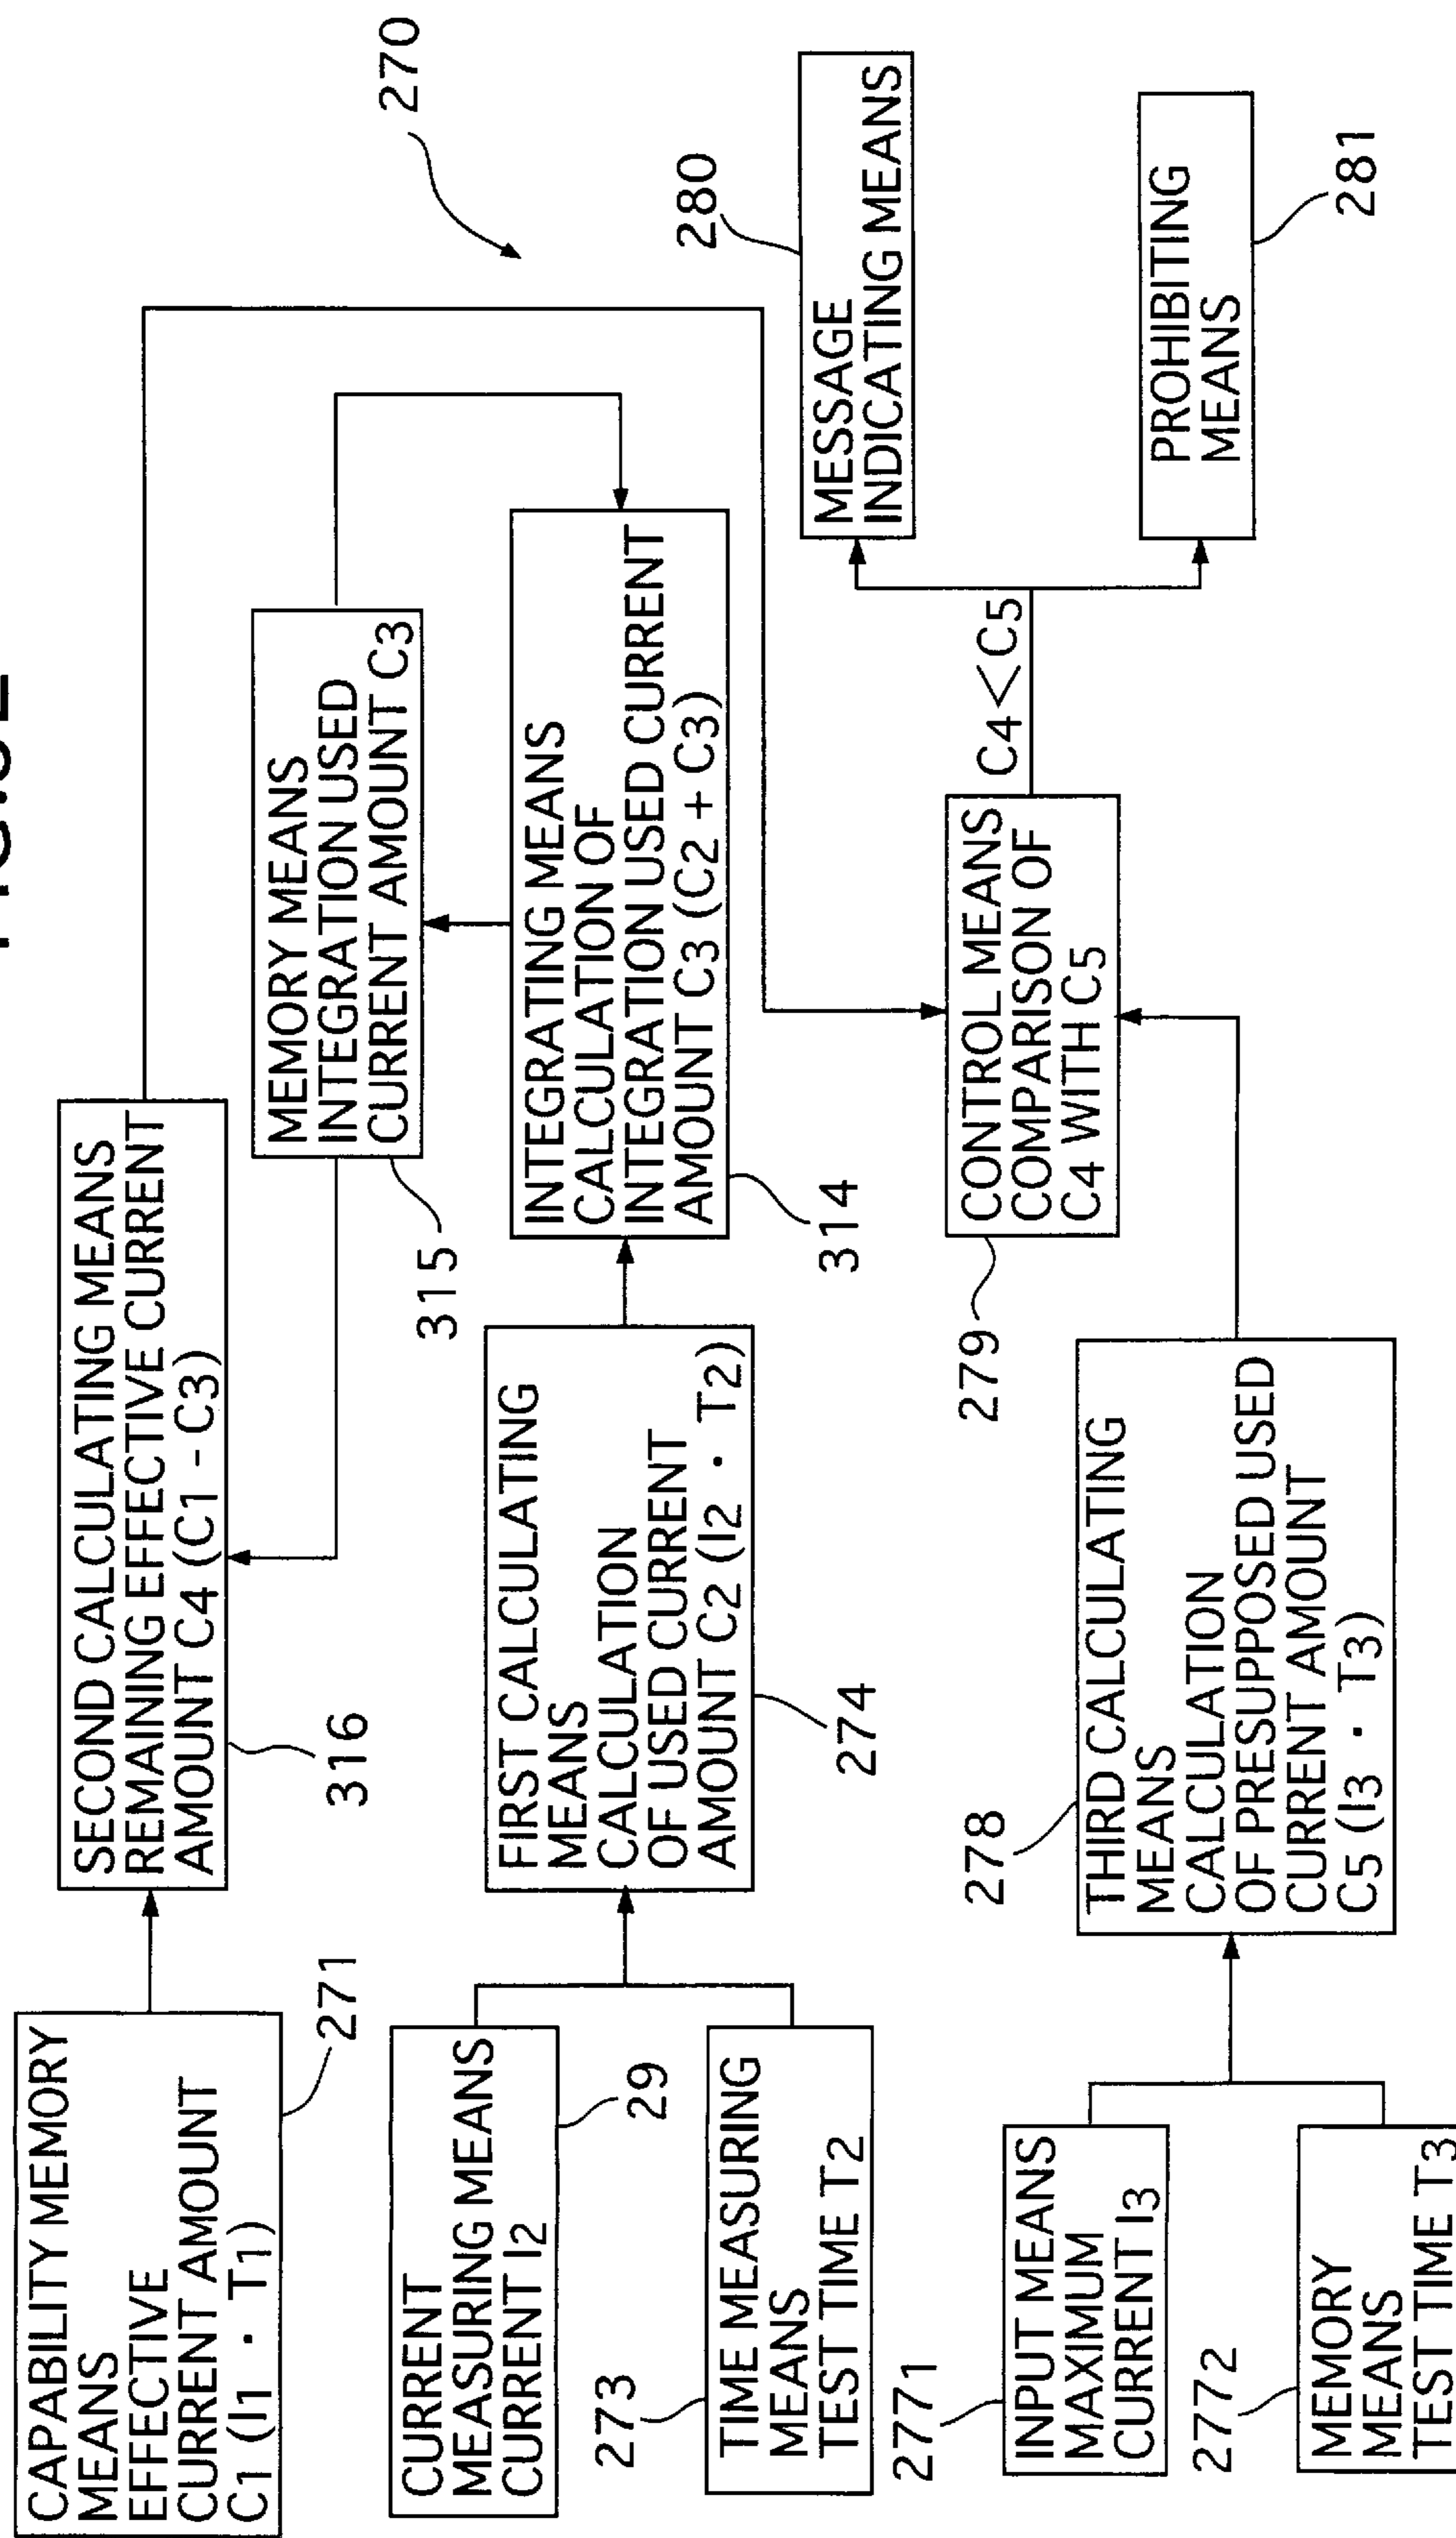 270
CAPABILITY MEMORY
MEANS
EFFECTIVE
CURRENT AMOUNT
C1 (I1 · T1)
271
SECOND CALCULATING MEANS
REMAINING EFFECTIVE CURRENT
AMOUNT C4 (C1 - C3)
316
MEMORY MEANS
INTEGRATION USED
CURRENT AMOUNT C3
315
CURRENT
MEASURING MEANS
CURRENT I2
29
273
TIME MEASURING
MEANS
TEST TIME T2
FIRST CALCULATING
MEANS
CALCULATION
OF USED CURRENT
AMOUNT C2 (I2 · T2)
274
INTEGRATING MEANS
CALCULATION OF
INTEGRATION USED CURRENT
AMOUNT C3 (C2 + C3)
314
2771
INPUT MEANS
MAXIMUM
CURRENT I3
2772
MEMORY
MEANS
TEST TIME T3
278
THIRD CALCULATING
MEANS
CALCULATION
OF PRESUPPOSED USED
CURRENT AMOUNT
C5 (I3 · T3)
279
CONTROL MEANS
COMPARISON OF
C4 WITH C5
C4<C5
280
MESSAGE
INDICATING MEANS
PROHIBITING
MEANS
281